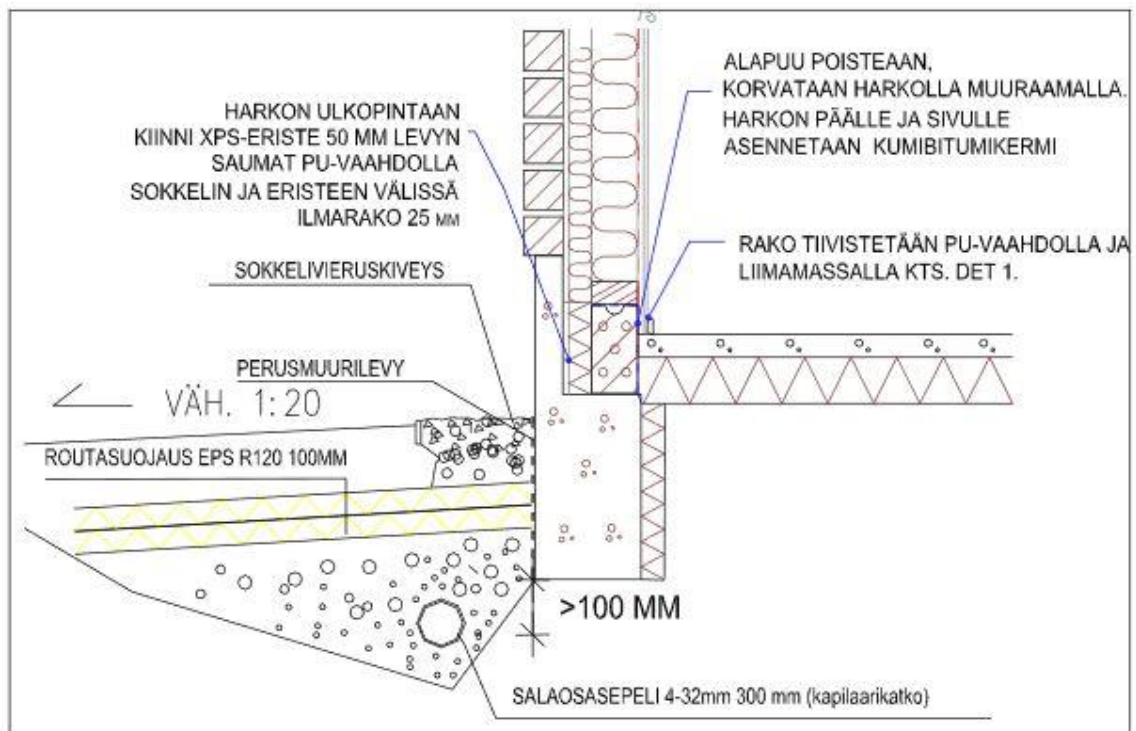 ALAPUU POISTEAAN,
KORVATAAN HARKOLLA MUURAAMALLA.
HARKON PÄÄLLE JA SIVULLE
ASENNETAAN KUMIBITUMIKERMI
HARKON ULKOPINTAAN
KIINNI XPS-ERISTE 50 MM LEVYN
SAUMAT PU-VAAHDOLLA
SOKKELIN JA ERISTEEN VÄLISSÄ
ILMARAKO 25 MM
RAKO TIIVISTETÄÄN PU-VAAHDOLLA JA
LIIMAMASSALLA KTS. DET 1.
SOKKELIVIERUSKIVEYS
PERUSMUURILEVY
VÄH. 1:20
ROUTASUOJAUS EPS R120 100MM
>100 MM
SALAOSASEPELI 4-32mm 300 mm (kapilaarikatko)